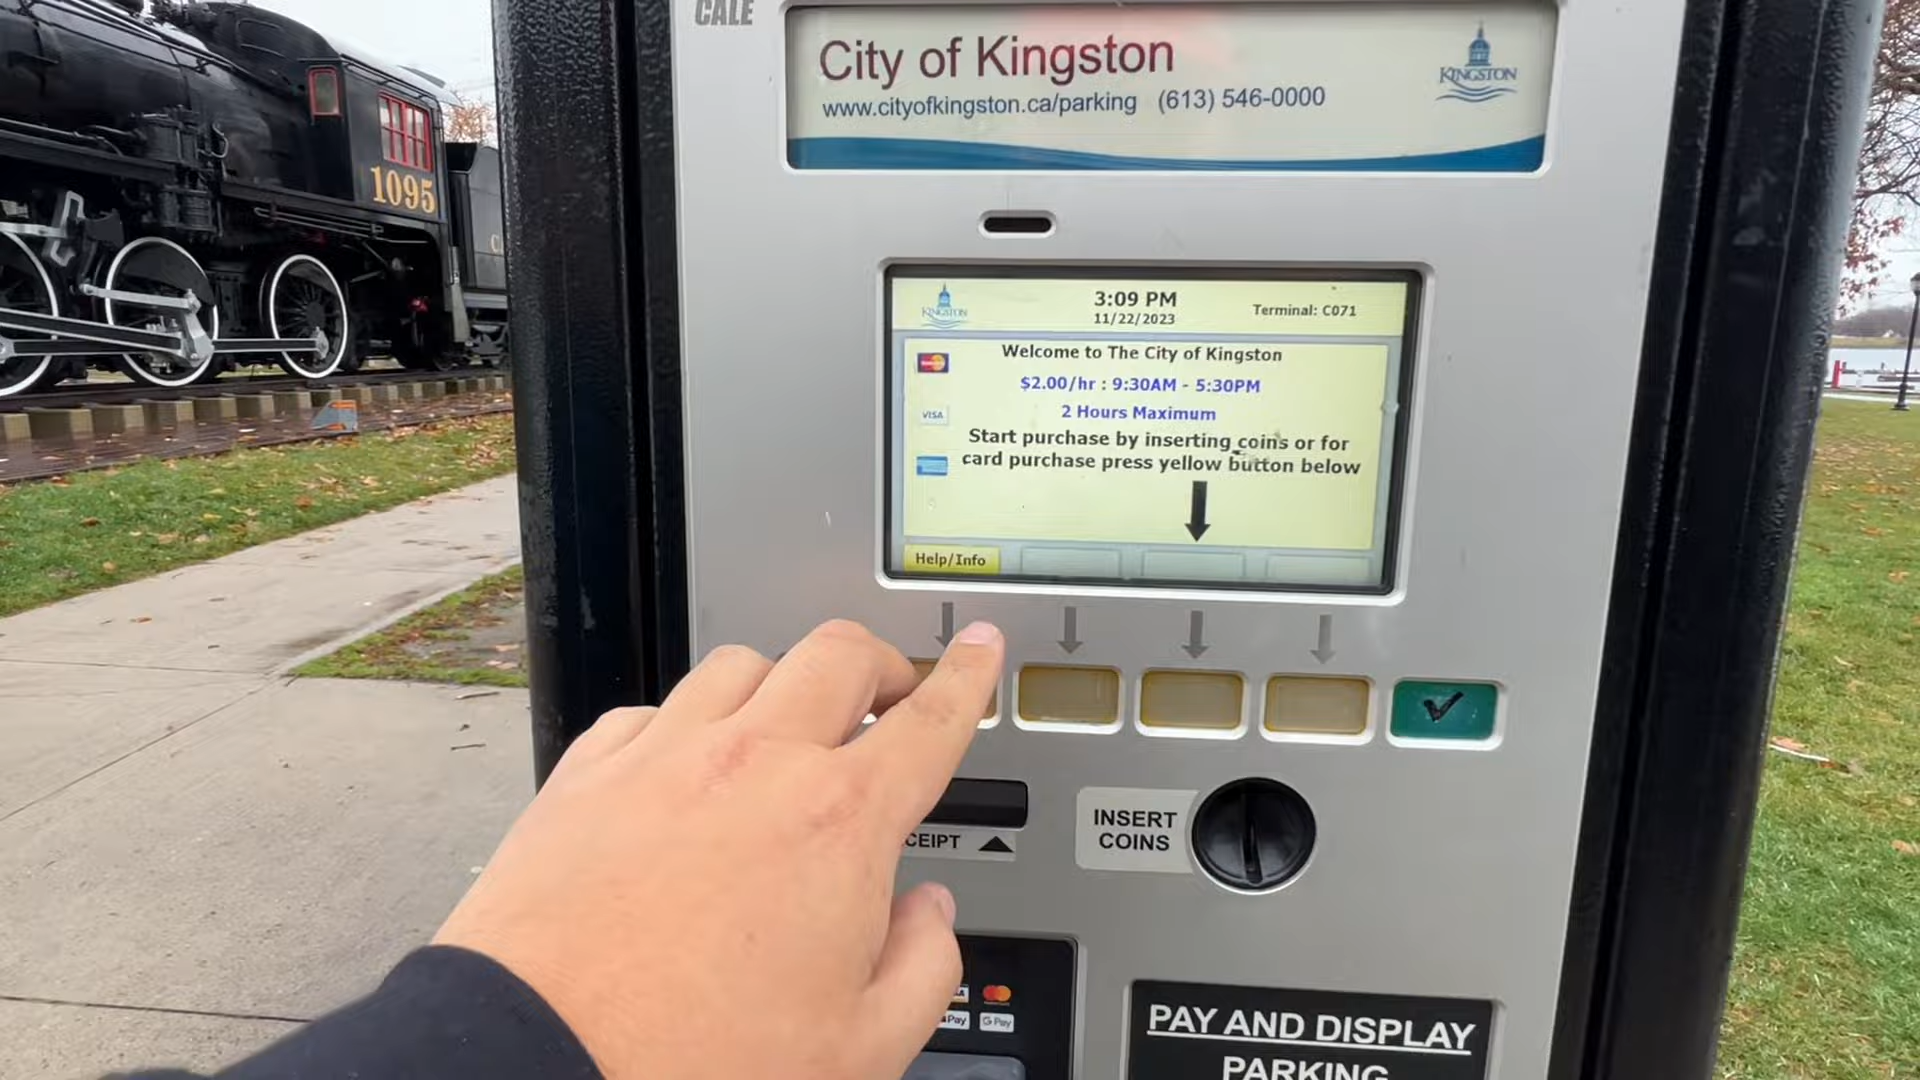 CALE
City of Kingston
www.cityofkingston.ca/parking (613) 546-0000
KINGSTON
1095
KINGSTON
3:09 PM
11/22/2023
Terminal: C071
Welcome to The City of Kingston
$2.00/hr : 9:30AM - 5:30PM
VISA
2 Hours Maximum
Start purchase by inserting coins or for
card purchase press yellow button below
Help/Info
CEIPT
INSERT
COINS
Pay
G Pay
PAY AND DISPLAY
PARKING